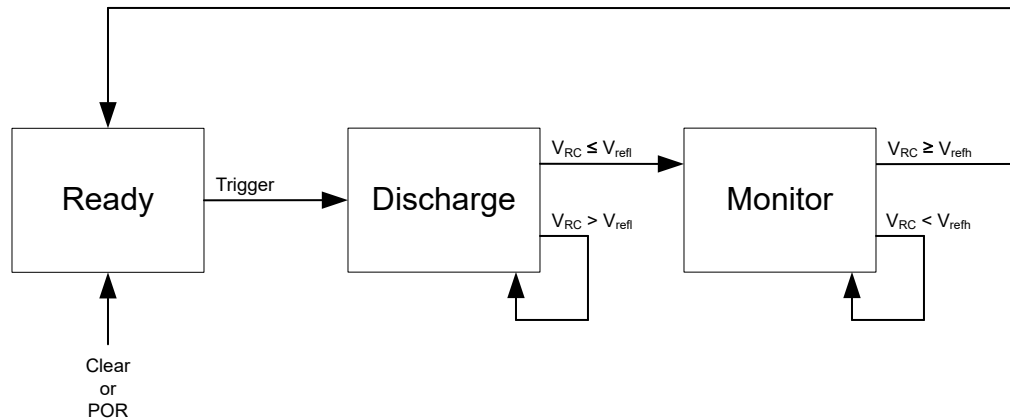 Ready
Trigger
Discharge
V_RC ≤ V_refl
V_RC > V_refl
Monitor
V_RC ≥ V_refh
V_RC < V_refh
Clear
or
POR